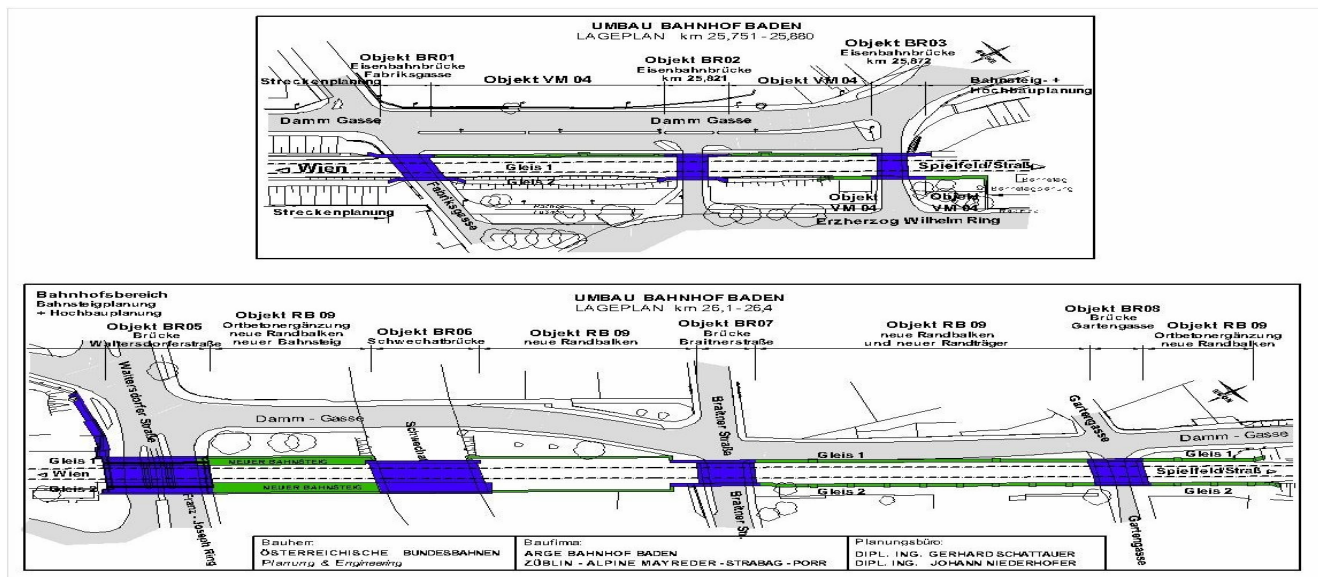 UMBAU BAHNHOF BADEN
LAGEPLAN km 25,751 - 25,880
Objekt BR01
Eisenbahnbrücke
Fabriksgasse
Objekt BR02
Eisenbahnbrücke
km 25,821
Objekt BR03
Eisenbahnbrücke
km 25,872
Streckenplanung
Objekt VM 04
Objekt VM 04
Bahnsteig- +
Hochbauplanung
Damm Gasse
Damm Gasse
Wien
Gleis 1
Spielfeld/Straß
Gleis 2
Fabriksgasse
Streckenplanung
Objekt
VM 04
Objekt
VM 04
Erzherzog Wilhelm Ring
Bahnhofsbereich
Bahnsteigplanung
+ Hochbauplanung
UMBAU BAHNHOF BADEN
LAGEPLAN km 26,1 - 26,4
Objekt BR05
Brücke
Waltersdorferstraße
Objekt RB 09
Ortbetonergänzung
neue Randbalken
neuer Bahnsteig
Objekt BR06
Schwechatbrücke
Objekt RB 09
neue Randbalken
Objekt BR07
Brücke
Braitnerstraße
Objekt RB 09
neue Randbalken
und neuer Randträger
Objekt BR08
Brücke
Gartengasse
Objekt RB 09
Ortbetonergänzung
neue Randbalken
Waltersdorfer Straße
Damm - Gasse
Schwechat
Braitner Straße
Gartengasse
Damm - Gasse
Gleis 1
NEUER BAHNSTEIG
Gleis 1
Gleis 1
Wien
Spielfeld/Straß
Gleis 2
NEUER BAHNSTEIG
Gleis 2
Gleis 2
Franz - Joseph Ring
Braitner Str.
Gartengasse
Bauherr:
ÖSTERREICHISCHE BUNDESBAHNEN
Planung & Engineering
Baufirma:
ARGE BAHNHOF BADEN
ZÜBLIN - ALPINE MAYREDER - STRABAG - PORR
Planungsbüro:
DIPL. ING. GERHARD SCHATTAUER
DIPL. ING. JOHANN NIEDERHOFER